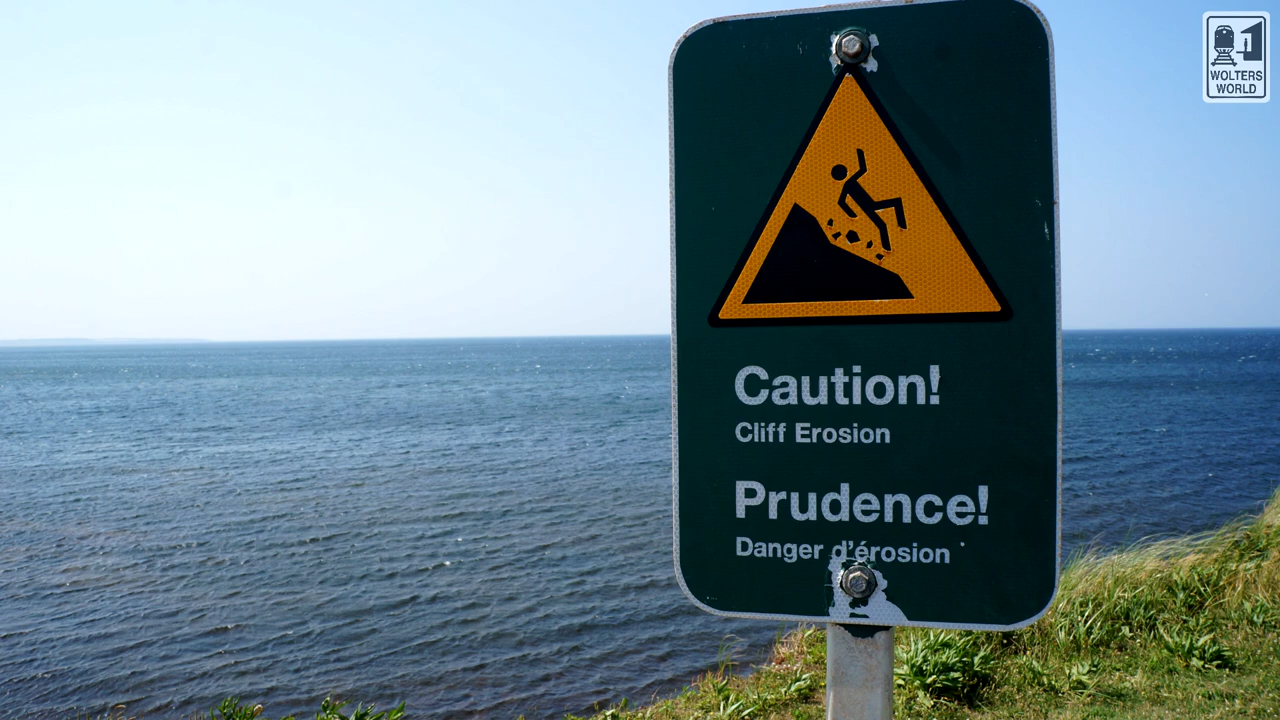 WOLTERS
WORLD
Caution!
Cliff Erosion
Prudence!
Danger d'érosion